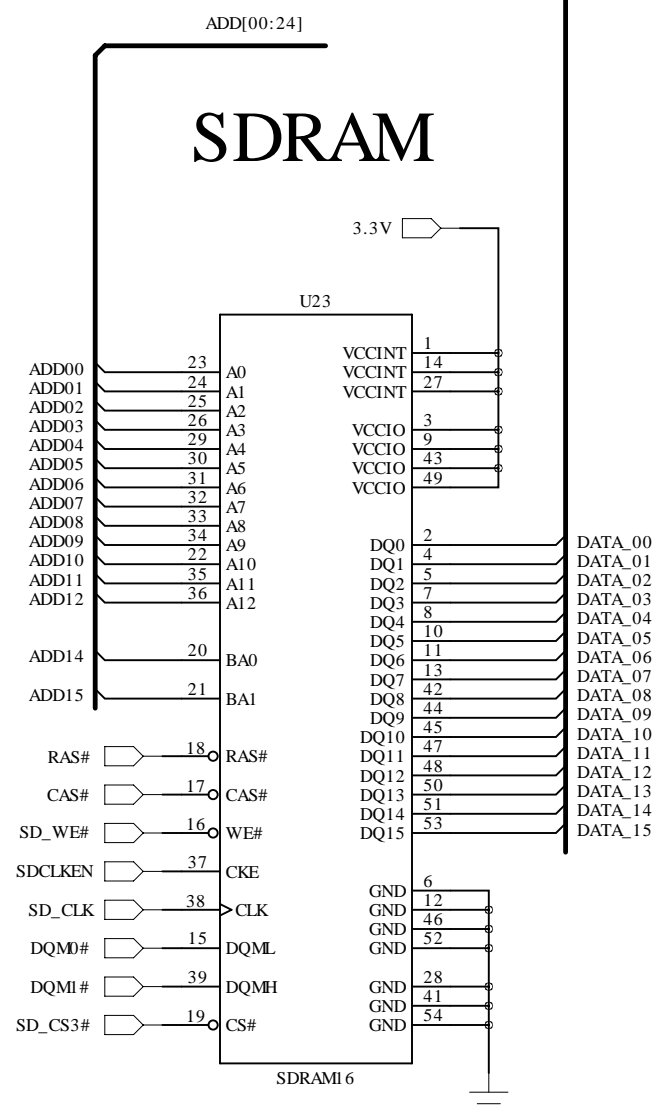 ADD[00:24]
SDRAM
3.3V
U23
ADD00 23 A0
ADD01 24 A1
ADD02 25 A2
ADD03 26 A3
ADD04 29 A4
ADD05 30 A5
ADD06 31 A6
ADD07 32 A7
ADD08 33 A8
ADD09 34 A9
ADD10 22 A10
ADD11 35 A11
ADD12 36 A12
ADD14 20 BA0
ADD15 21 BA1
RAS# 18 RAS#
CAS# 17 CAS#
SD_WE# 16 WE#
SDCLKEN 37 CKE
SD_CLK 38 CLK
DQM0# 15 DQML
DQM1# 39 DQMH
SD_CS3# 19 CS#
VCCINT 1
VCCINT 14
VCCINT 27
VCCIO 3
VCCIO 9
VCCIO 43
VCCIO 49
DQ0 2 DATA_00
DQ1 4 DATA_01
DQ2 5 DATA_02
DQ3 7 DATA_03
DQ4 8 DATA_04
DQ5 10 DATA_05
DQ6 11 DATA_06
DQ7 13 DATA_07
DQ8 42 DATA_08
DQ9 44 DATA_09
DQ10 45 DATA_10
DQ11 47 DATA_11
DQ12 48 DATA_12
DQ13 50 DATA_13
DQ14 51 DATA_14
DQ15 53 DATA_15
GND 6
GND 12
GND 46
GND 52
GND 28
GND 41
GND 54
SDRAM16